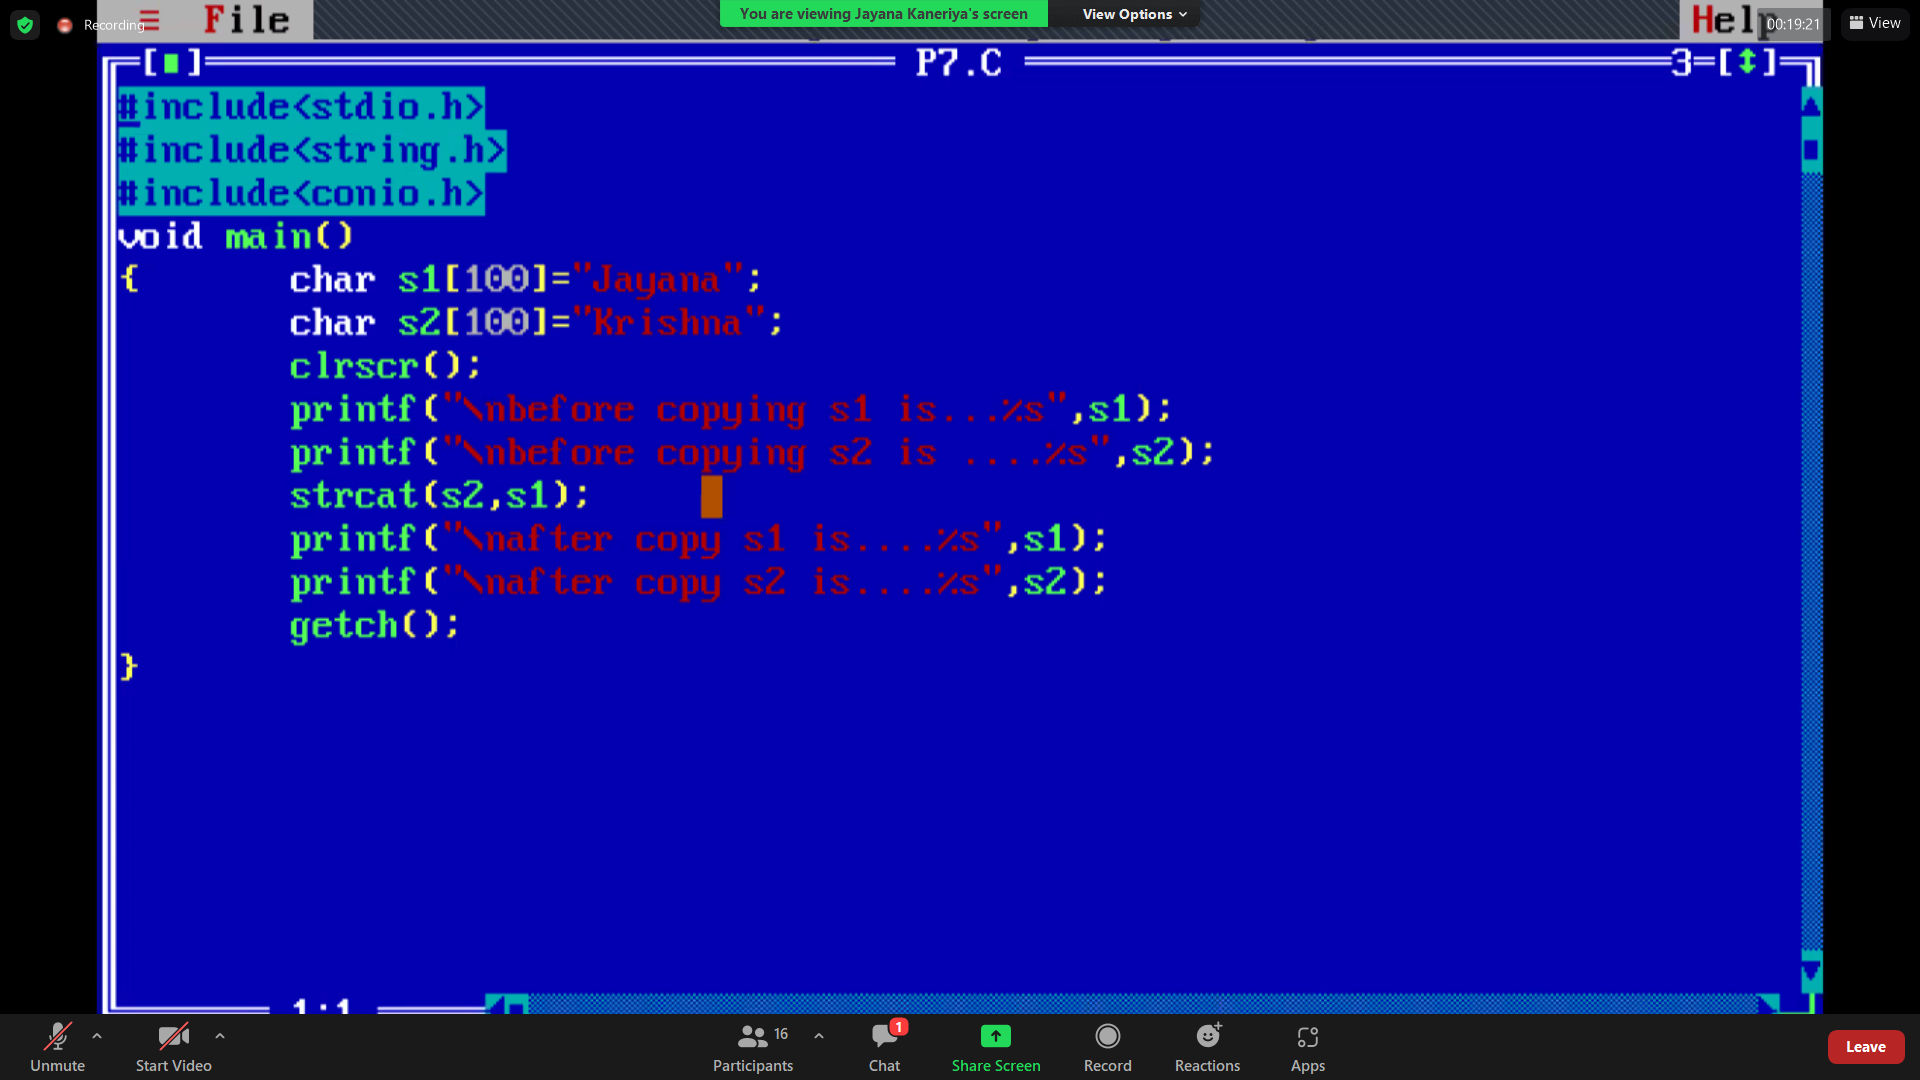 Recording
≡ File
You are viewing Jayana Kaneriya's screen
View Options
Help
00:19:21
View
[■]
P7.C
3=[↕]
#include<stdio.h>
#include<string.h>
#include<conio.h>
void main()
{ char s1[100]="Jayana";
char s2[100]="Krishna";
clrscr();
printf("\nbefore copying s1 is...%s",s1);
printf("\nbefore copying s2 is ....%s",s2);
strcat(s2,s1);
printf("\nafter copy s1 is....%s",s1);
printf("\nafter copy s2 is....%s",s2);
getch();
}
1:1
Unmute
Start Video
16
Participants
1
Chat
Share Screen
Record
Reactions
Apps
Leave